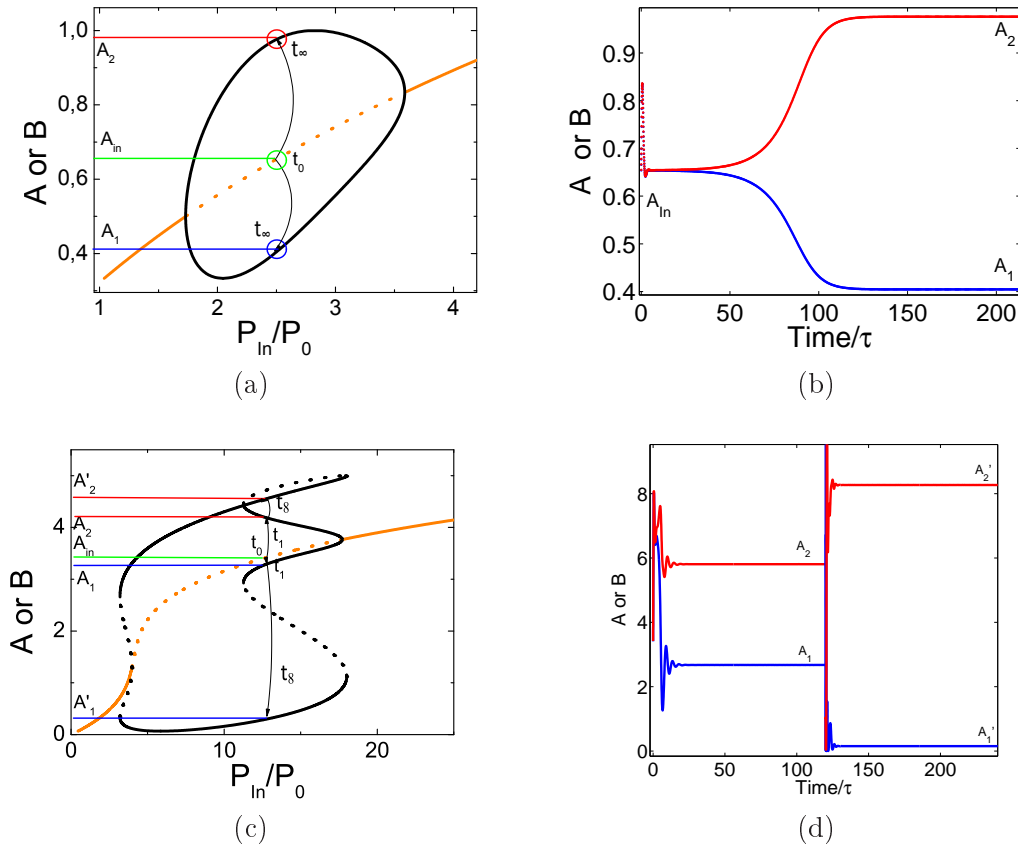 1,0
0,8
0,6
0,4
A or B
A2
Ain
A1
t∞
t0
t∞
1
2
3
4
PIn/P0
(a)
0.9
0.8
0.7
0.6
0.5
0.4
A or B
A2
AIn
A1
0
50
100
150
200
Time/τ
(b)
4
2
0
A or B
A'2
A2
Ain
A1
A'1
t8
t1
t0
t1
t8
0
10
20
PIn/P0
(c)
8
6
4
2
0
A or B
A2'
A2
A1
A1'
0
50
100
150
200
Time/τ
(d)